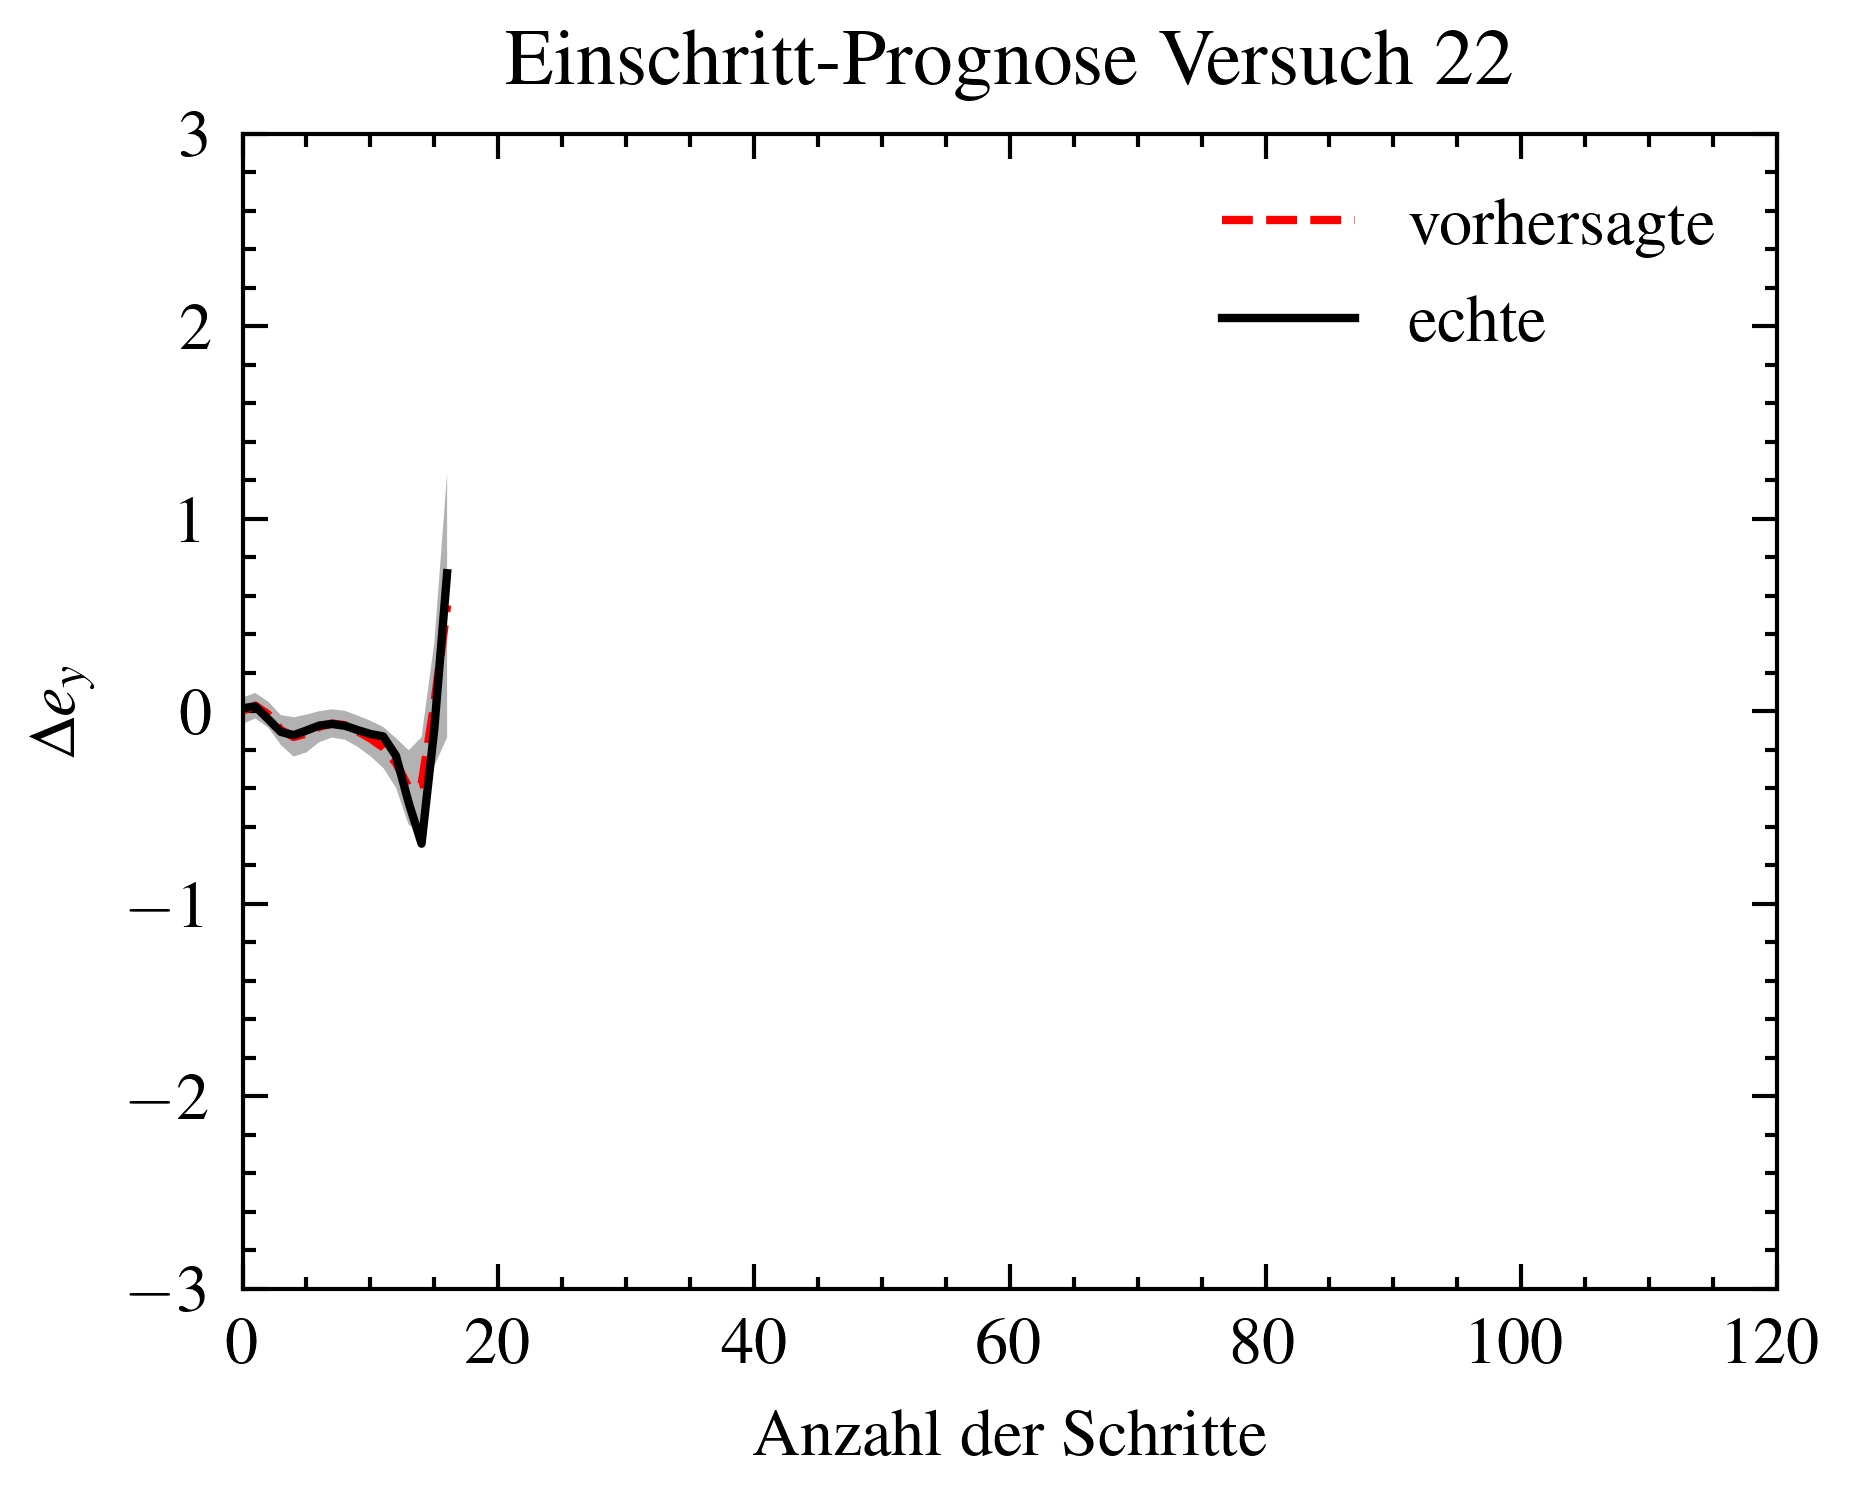 Einschritt-Prognose Versuch 22
3
2
1
0
−1
−2
−3
Δe_y
vorhersagte
echte
0 20 40 60 80 100 120
Anzahl der Schritte